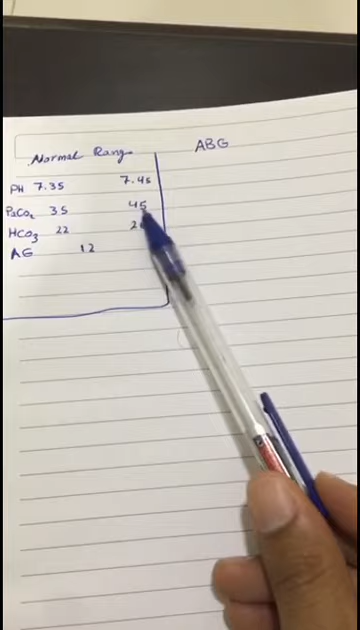 Normal Range
ABG
PH 7.35 7.45
PaCO2 35 45
HCO3 22
AG 12